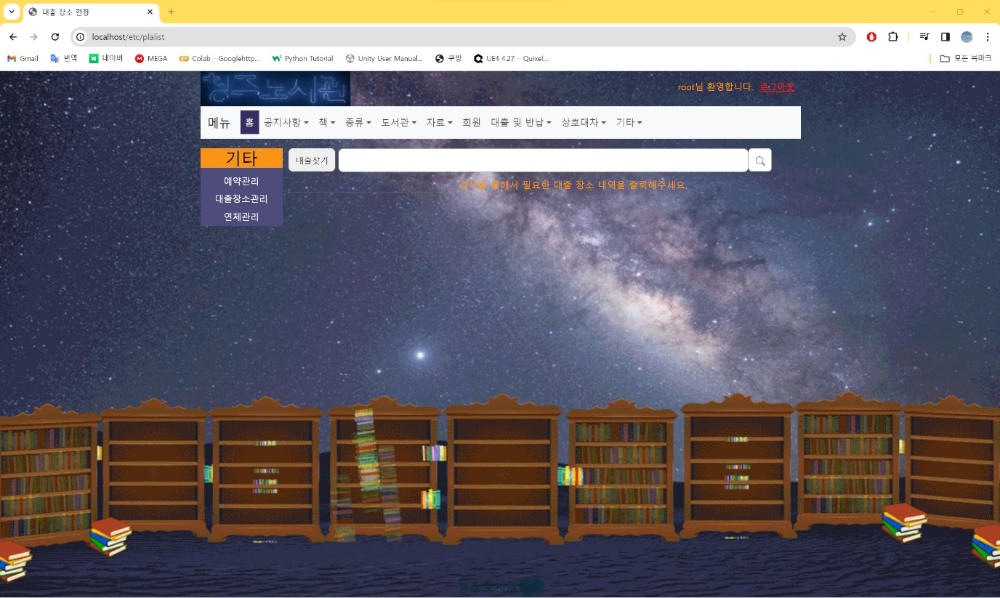 대출 장소 현황
localhost/etc/plalist
Gmail 번역 네이버 MEGA Colab - Googlehttp... Python Tutorial Unity User Manual... 쿠팡 UE4 4.27 – Quixel... 모든 북마크
청주도서관
root님 환영합니다. 로그아웃
메뉴 홈 공지사항 책 종류 도서관 자료 회원 대출 및 반납 상호대차 기타
기타
예약관리
대출장소관리
연체관리
대출찾기
검색을 통해서 필요한 대출 장소 내역을 출력해주세요.
청주 도서관